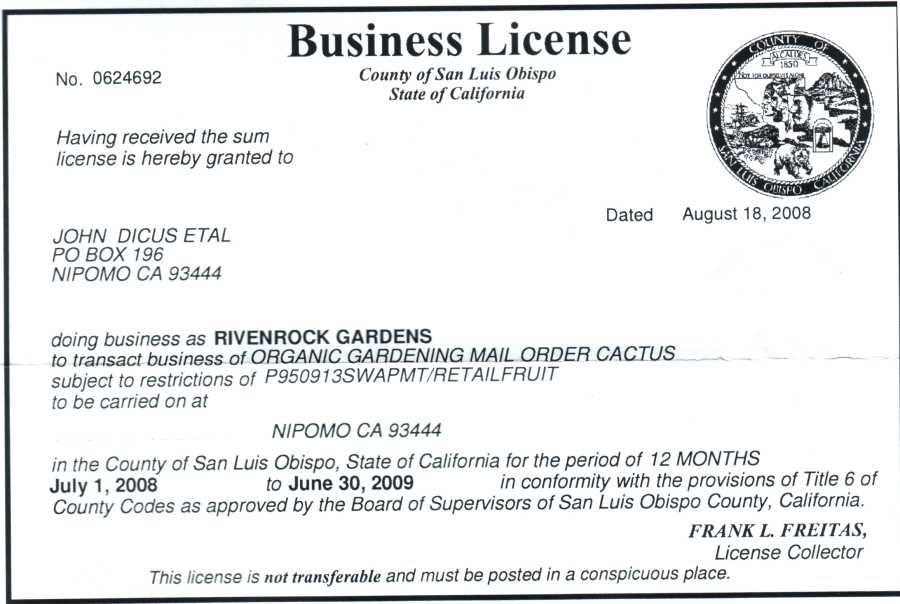 Business License
No. 0624692
County of San Luis Obispo
State of California
COUNTY OF
ALCALDES
1850
NOT FOR OURSELVES ALONE
SAN LUIS OBISPO CALIFORNIA
Having received the sum
license is hereby granted to
Dated August 18, 2008
JOHN DICUS ETAL
PO BOX 196
NIPOMO CA 93444
doing business as RIVENROCK GARDENS
to transact business of ORGANIC GARDENING MAIL ORDER CACTUS
subject to restrictions of P950913SWAPMT/RETAILFRUIT
to be carried on at
NIPOMO CA 93444
in the County of San Luis Obispo, State of California for the period of 12 MONTHS
July 1, 2008 to June 30, 2009 in conformity with the provisions of Title 6 of
County Codes as approved by the Board of Supervisors of San Luis Obispo County, California.
FRANK L. FREITAS,
License Collector
This license is not transferable and must be posted in a conspicuous place.